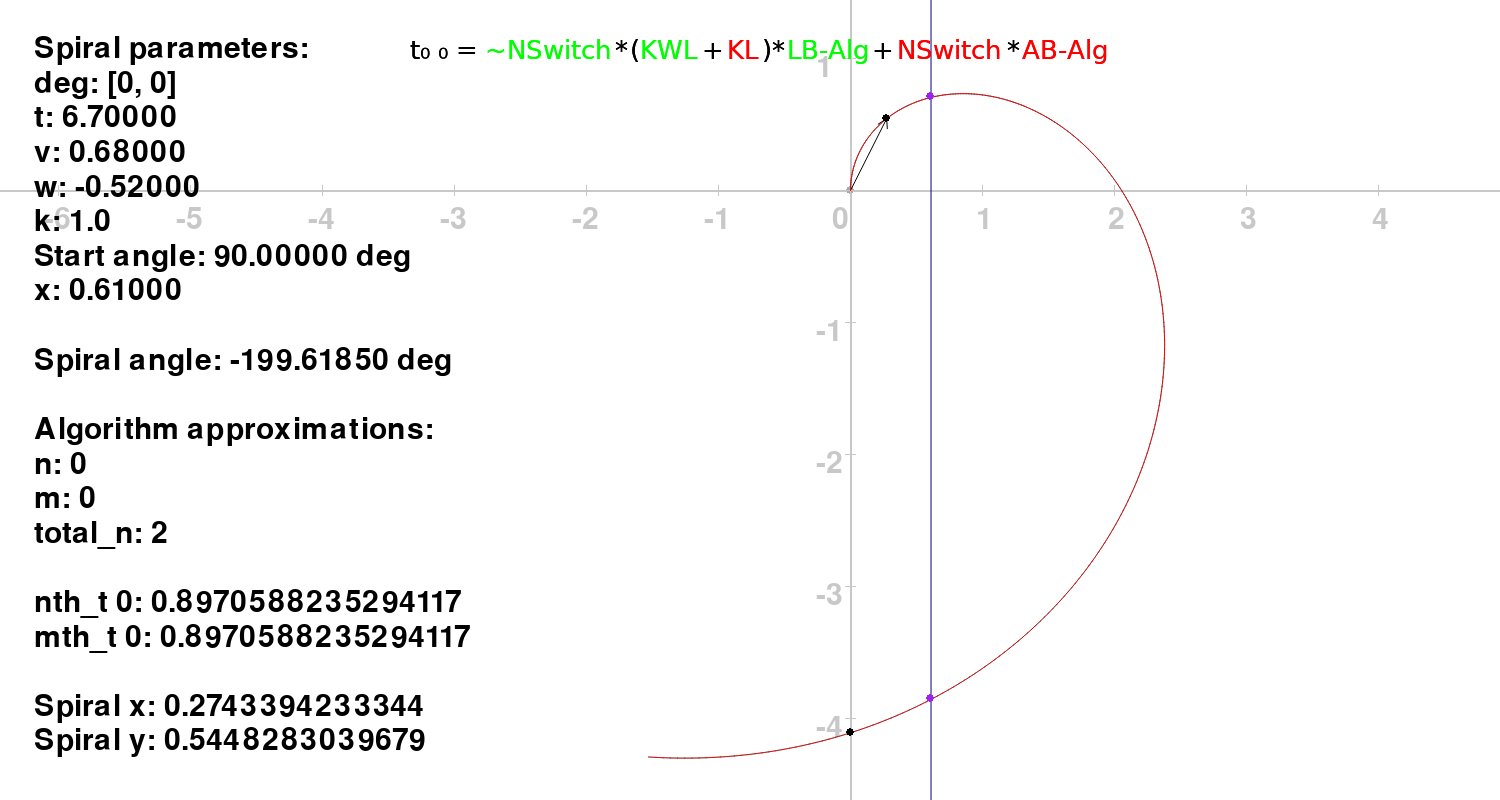 Spiral parameters:
t₀ ₀ = ~NSwitch*(KWL+KL)*LB-Alg+NSwitch*AB-Alg
deg: [0, 0]
t: 6.70000
v: 0.68000
w: -0.52000
k: 1.0
Start angle: 90.00000 deg
x: 0.61000
Spiral angle: -199.61850 deg
Algorithm approximations:
n: 0
m: 0
total_n: 2
nth_t 0: 0.8970588235294117
mth_t 0: 0.8970588235294117
Spiral x: 0.2743394233344
Spiral y: 0.5448283039679
-6 -5 -4 -3 -2 -1 0 1 2 3 4
1
-1
-2
-3
-4